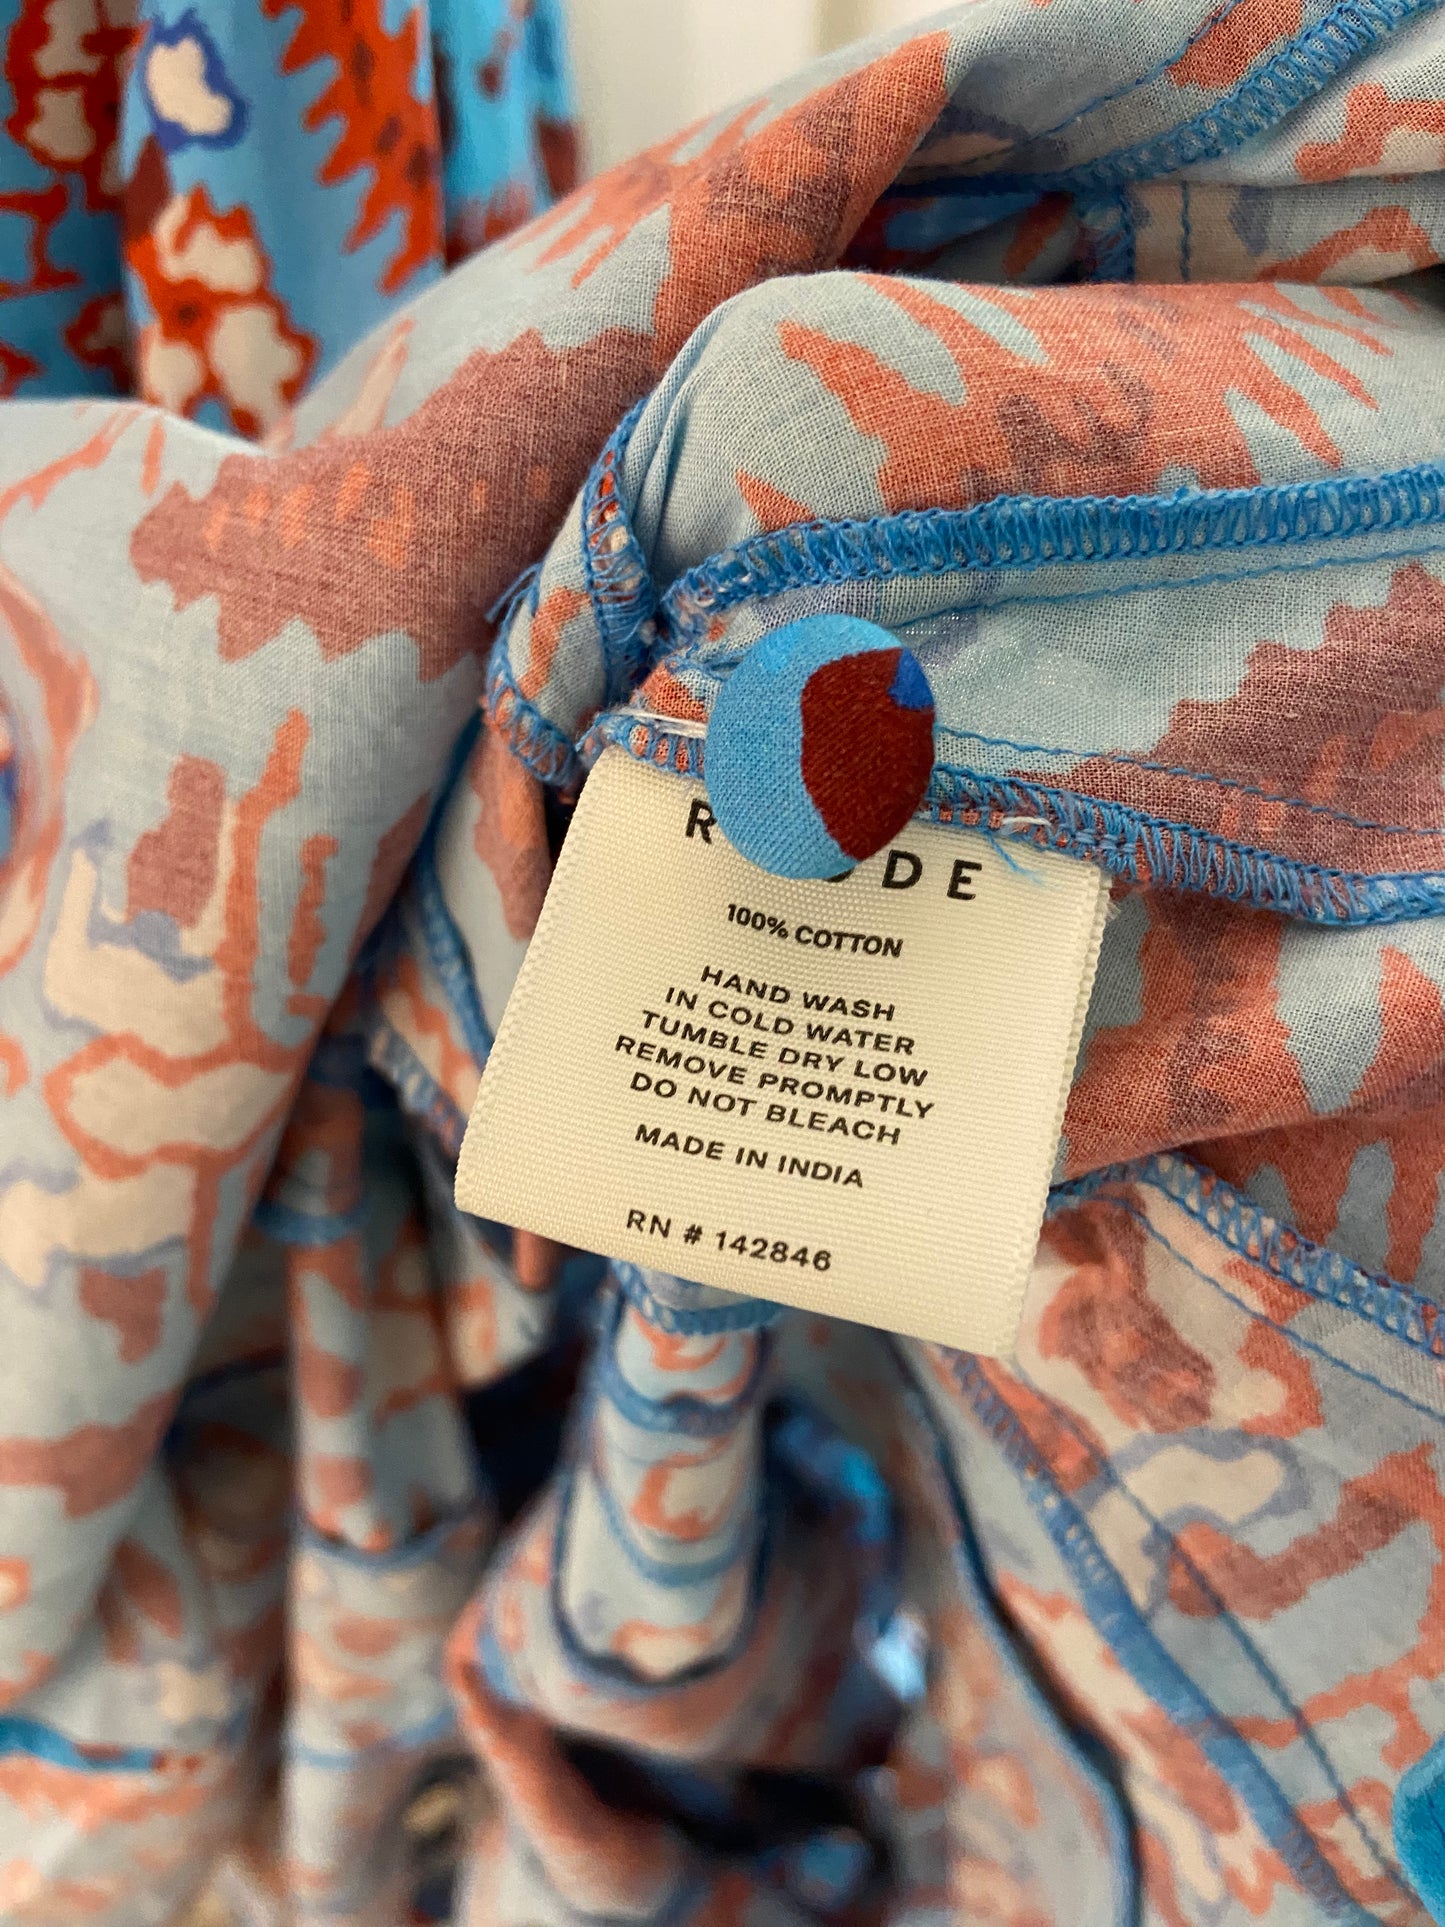 100% COTTON
HAND WASH
IN COLD WATER
TUMBLE DRY LOW
REMOVE PROMPTLY
DO NOT BLEACH
MADE IN INDIA
RN # 142846